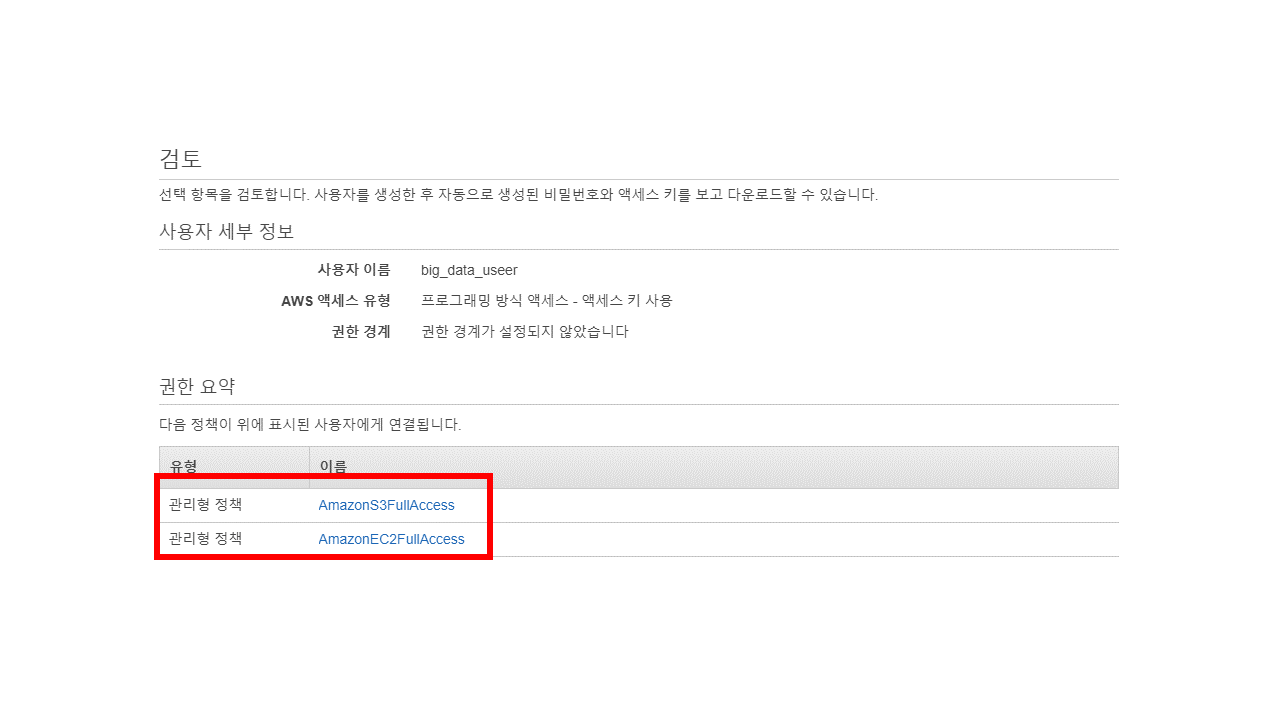 검토
선택 항목을 검토합니다. 사용자를 생성한 후 자동으로 생성된 비밀번호와 액세스 키를 보고 다운로드할 수 있습니다.
사용자 세부 정보
사용자 이름 big_data_useer
AWS 액세스 유형 프로그래밍 방식 액세스 - 액세스 키 사용
권한 경계 권한 경계가 설정되지 않았습니다
권한 요약
다음 정책이 위에 표시된 사용자에게 연결됩니다.
유형 이름
관리형 정책 AmazonS3FullAccess
관리형 정책 AmazonEC2FullAccess